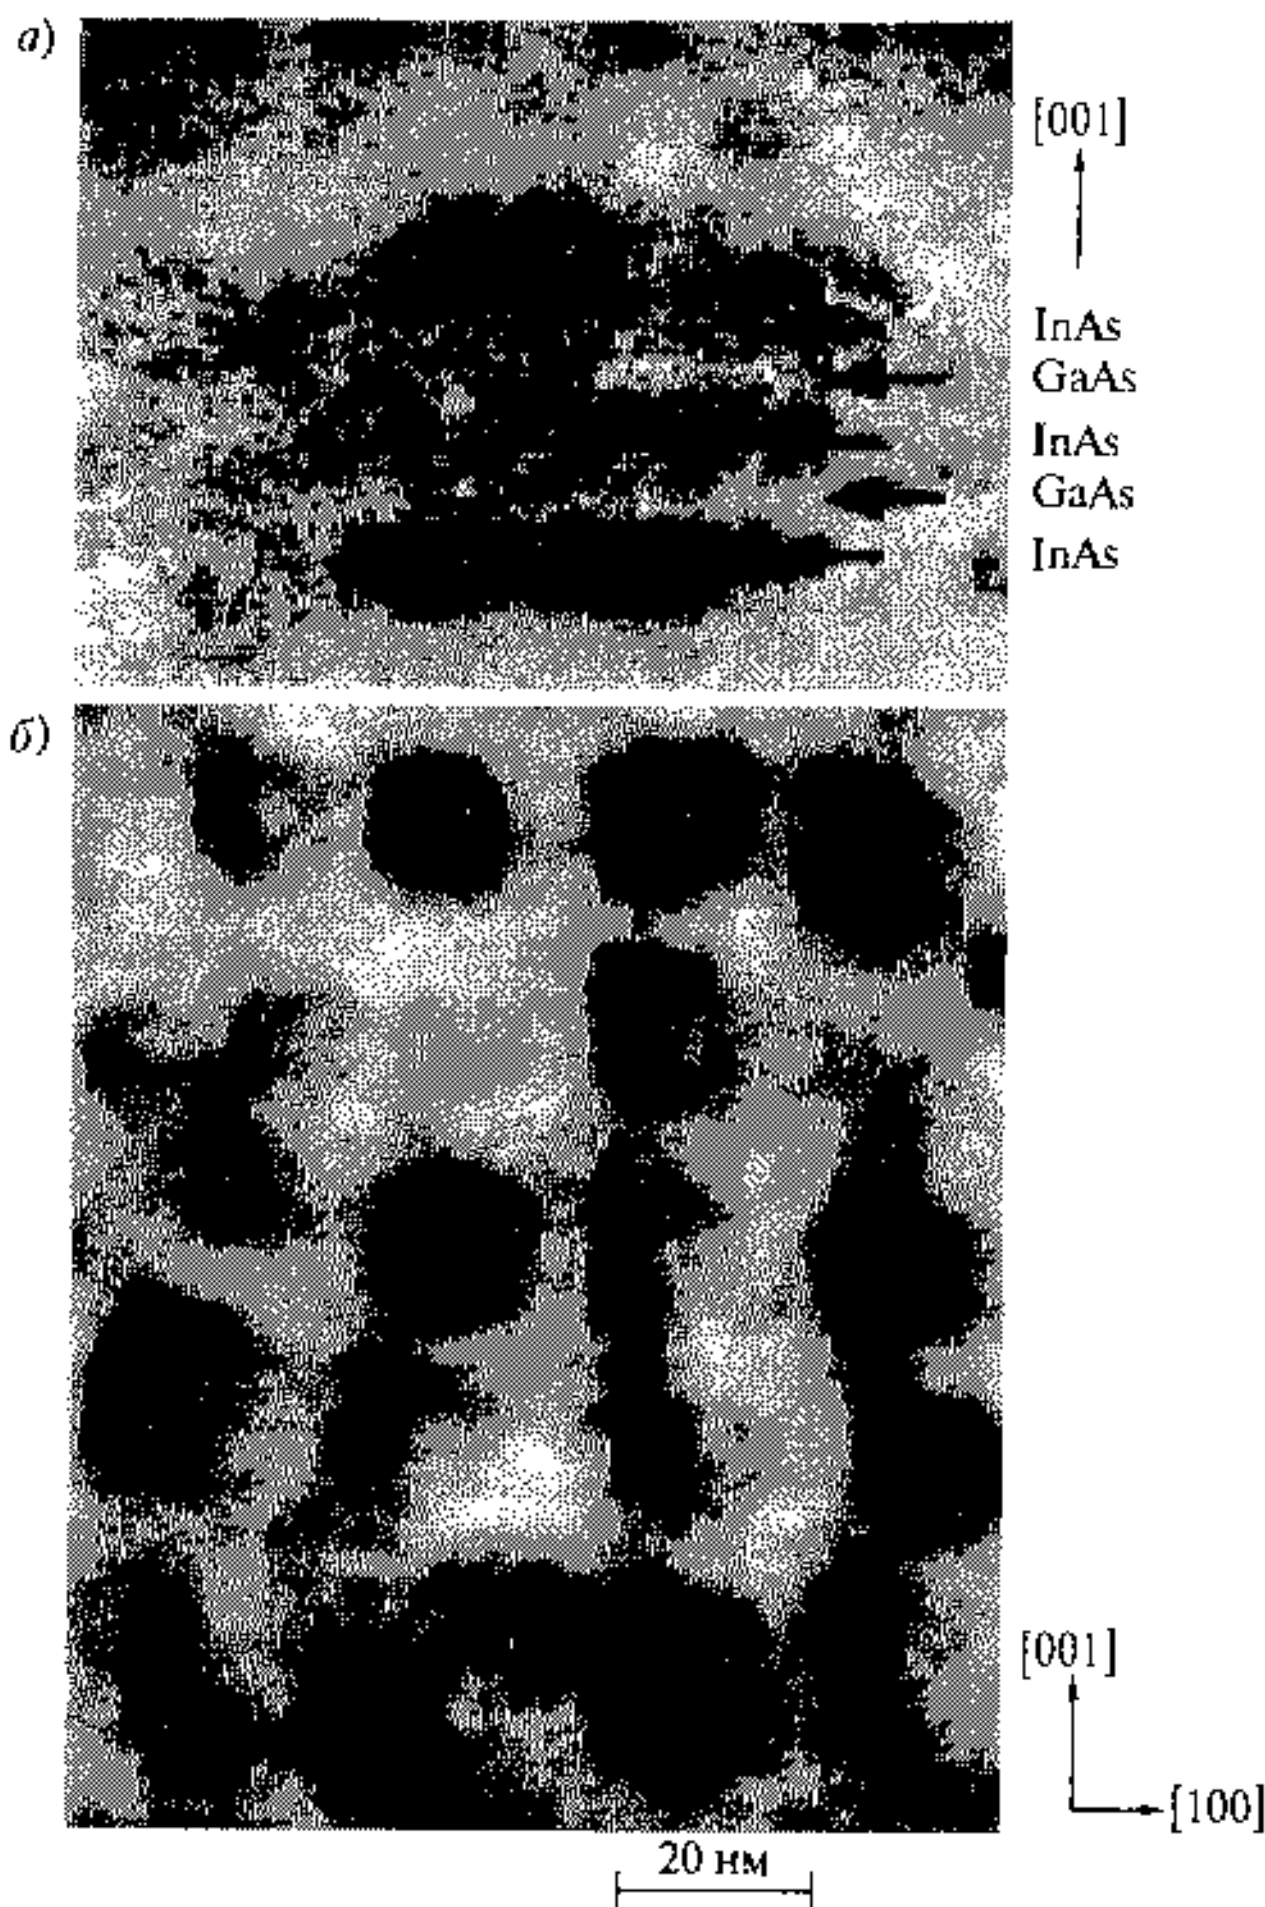 а)
[001]
InAs
GaAs
InAs
GaAs
InAs
б)
[001]
[100]
20 нм